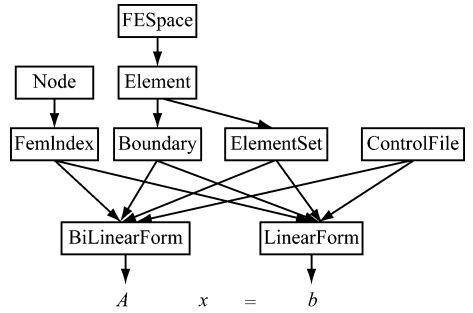 FESpace
Node Element
FemIndex Boundary ElementSet ControlFile
BiLinearForm LinearForm
A x = b